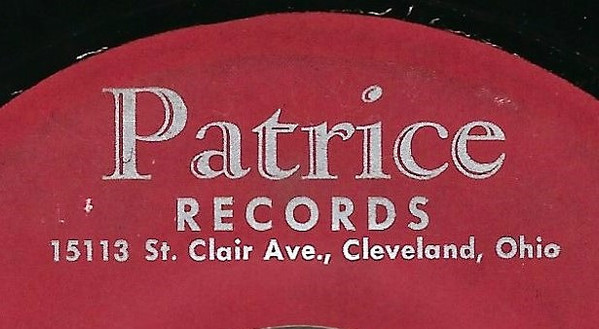 Patrice
RECORDS
15113 St. Clair Ave., Cleveland, Ohio